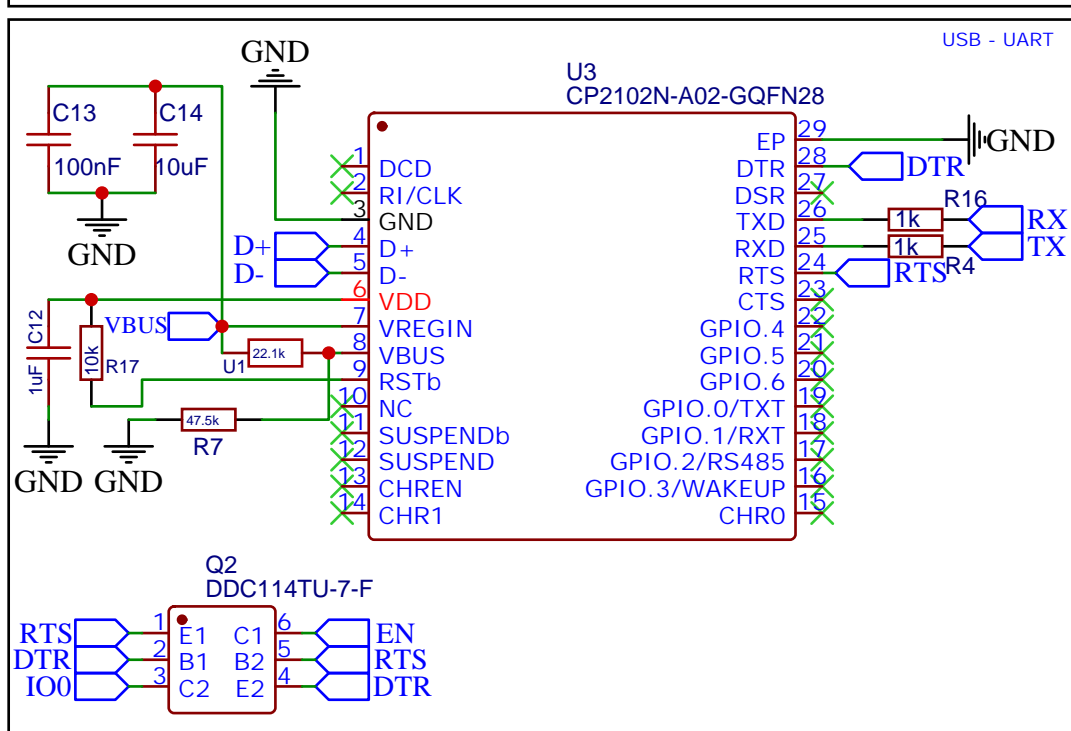 USB - UART
GND
C13
100nF
C14
10uF
GND
U3
CP2102N-A02-GQFN28
1 DCD
2 RI/CLK
3 GND
4 D+
5 D-
6 VDD
7 VREGIN
8 VBUS
9 RSTb
10 NC
11 SUSPENDb
12 SUSPEND
13 CHREN
14 CHR1
EP 29
DTR 28
DSR 27
TXD 26
RXD 25
RTS 24
CTS 23
GPIO.4 22
GPIO.5 21
GPIO.6 20
GPIO.0/TXT 19
GPIO.1/RXT 18
GPIO.2/RS485 17
GPIO.3/WAKEUP 16
CHR0 15
GND
DTR
R16
1k
RX
1k
R4
TX
RTS
D+
D-
VBUS
C12
1uF
10k
R17
U1
22.1k
47.5k
R7
GND
GND
Q2
DDC114TU-7-F
RTS 1 E1 C1 6 EN
DTR 2 B1 B2 5 RTS
IO0 3 C2 E2 4 DTR